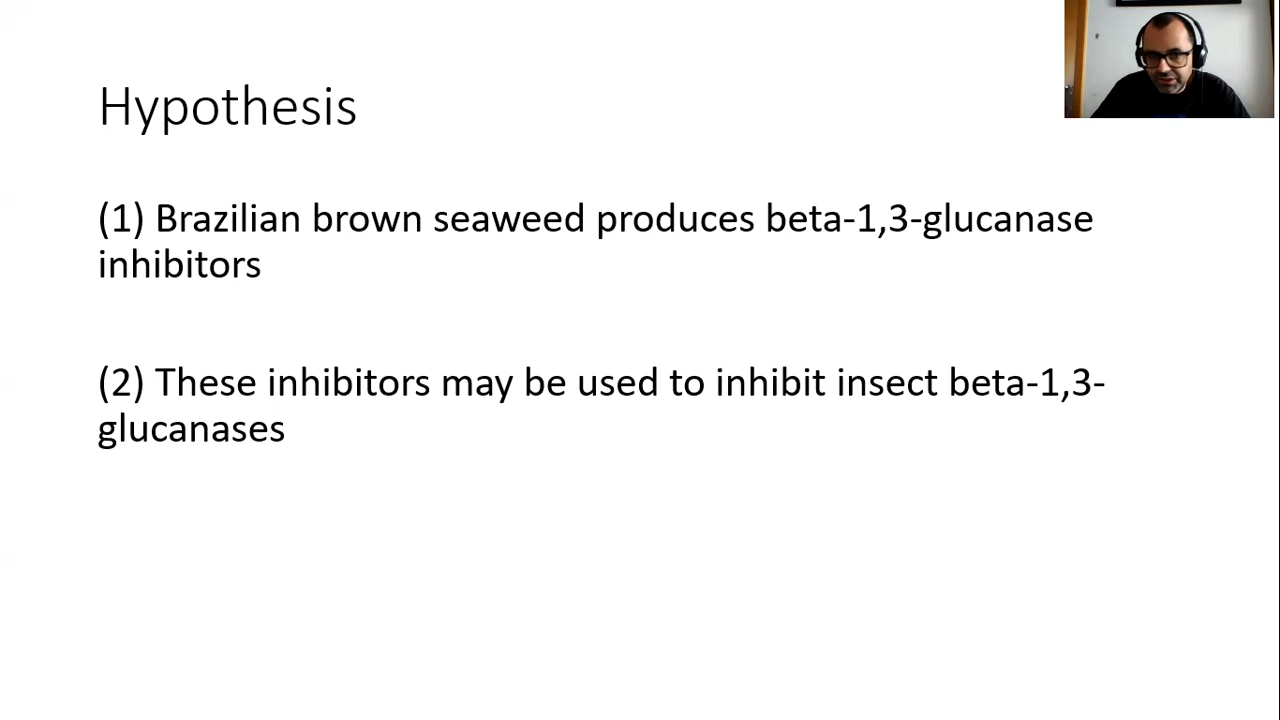 Hypothesis
(1) Brazilian brown seaweed produces beta-1,3-glucanase
inhibitors
(2) These inhibitors may be used to inhibit insect beta-1,3-
glucanases